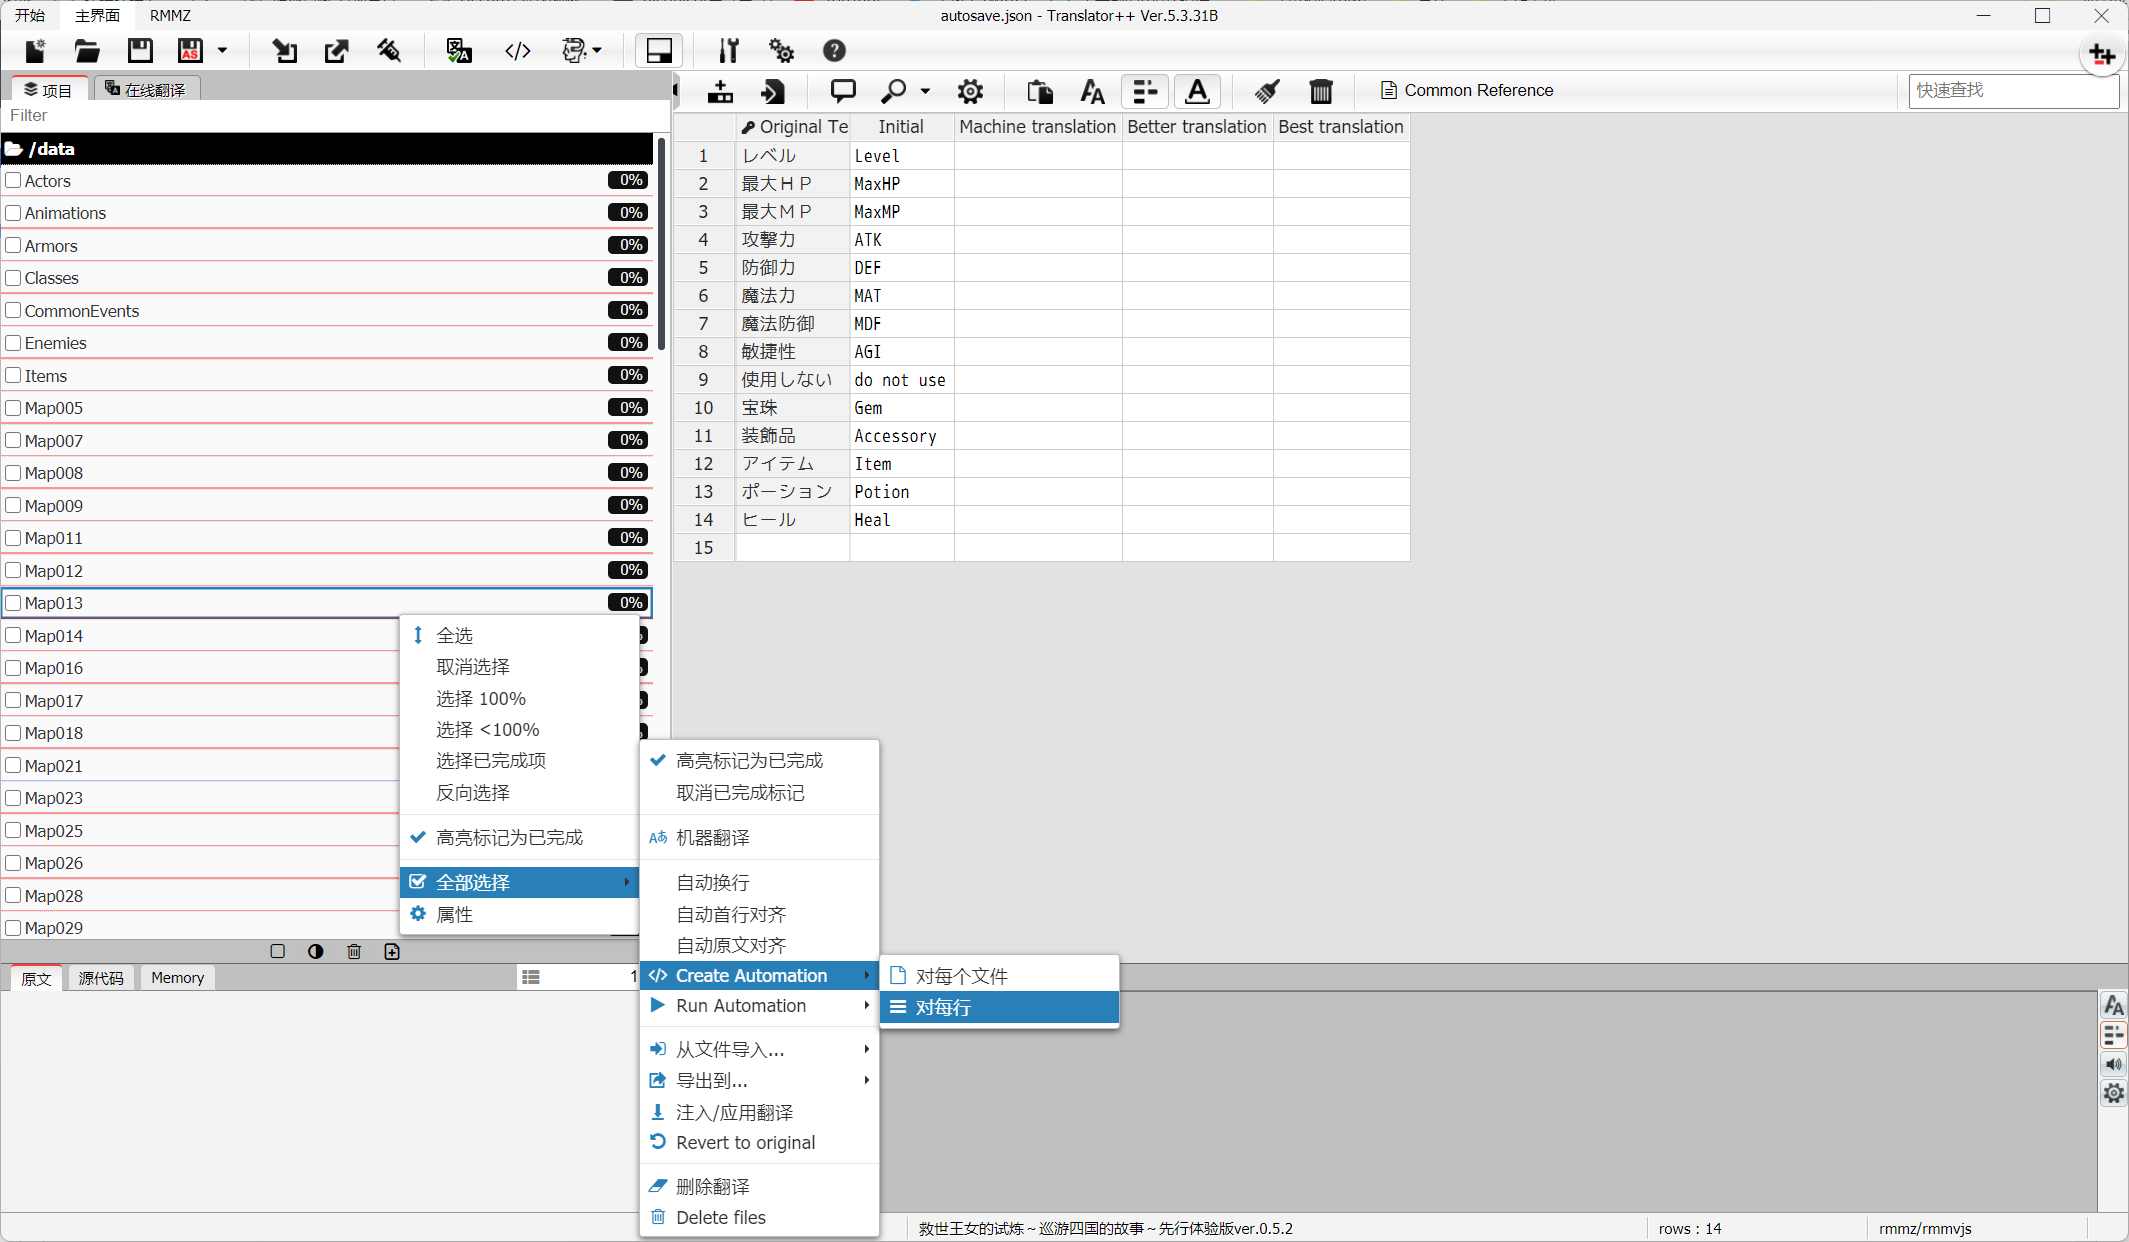 开始 主界面 RMMZ
autosave.json - Translator++ Ver.5.3.31B
项目 在线翻译
Common Reference
快速查找
Filter
/data
Actors 0%
Animations 0%
Armors 0%
Classes 0%
CommonEvents 0%
Enemies 0%
Items 0%
Map005 0%
Map007 0%
Map008 0%
Map009 0%
Map011 0%
Map012 0%
Map013 0%
Map014
Map016
Map017
Map018
Map021
Map023
Map025
Map026
Map028
Map029
Original Te Initial Machine translation Better translation Best translation
1 レベル Level
2 最大ＨＰ MaxHP
3 最大ＭＰ MaxMP
4 攻撃力 ATK
5 防御力 DEF
6 魔法力 MAT
7 魔法防御 MDF
8 敏捷性 AGI
9 使用しない do not use
10 宝珠 Gem
11 装飾品 Accessory
12 アイテム Item
13 ポーション Potion
14 ヒール Heal
15
全选
取消选择
选择 100%
选择 <100%
选择已完成项
反向选择
高亮标记为已完成
全部选择
属性
高亮标记为已完成
取消已完成标记
机器翻译
自动换行
自动首行对齐
自动原文对齐
Create Automation
Run Automation
从文件导入...
导出到...
注入/应用翻译
Revert to original
删除翻译
Delete files
对每个文件
对每行
原文 源代码 Memory
1
救世王女的试炼～巡游四国的故事～先行体验版ver.0.5.2
rows : 14
rmmz/rmmvjs